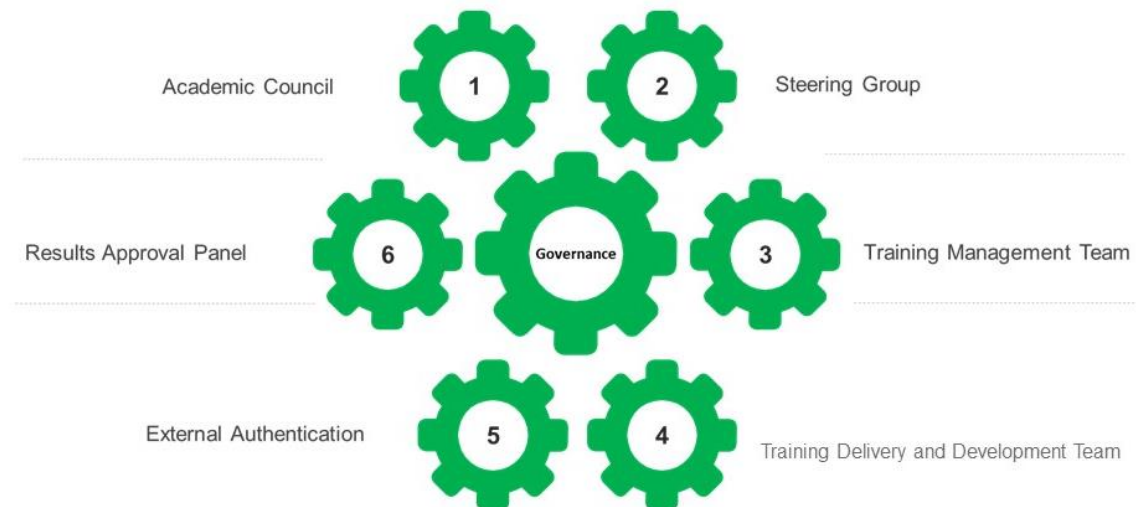 Academic Council
1
2
Steering Group
Results Approval Panel
6
Governance
3
Training Management Team
External Authentication
5
4
Training Delivery and Development Team